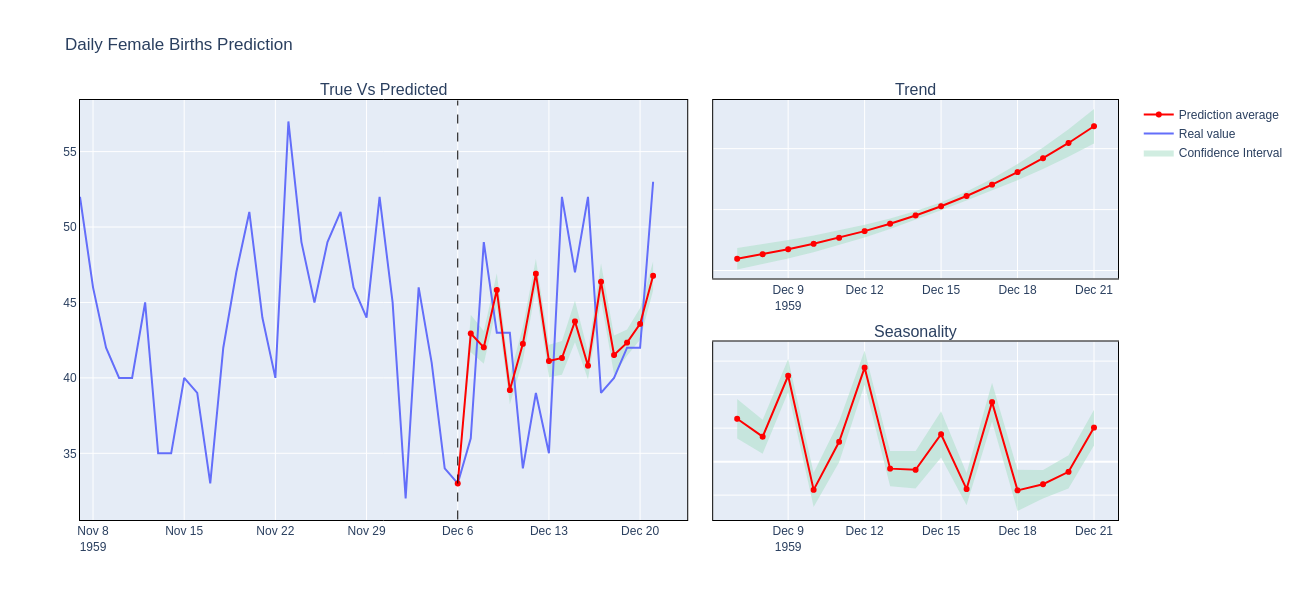 Daily Female Births Prediction
True Vs Predicted
55
50
45
40
35
Nov 8
1959
Nov 15
Nov 22
Nov 29
Dec 6
Dec 13
Dec 20
Trend
Dec 9
1959
Dec 12
Dec 15
Dec 18
Dec 21
Seasonality
Dec 9
1959
Dec 12
Dec 15
Dec 18
Dec 21
Prediction average
Real value
Confidence Interval